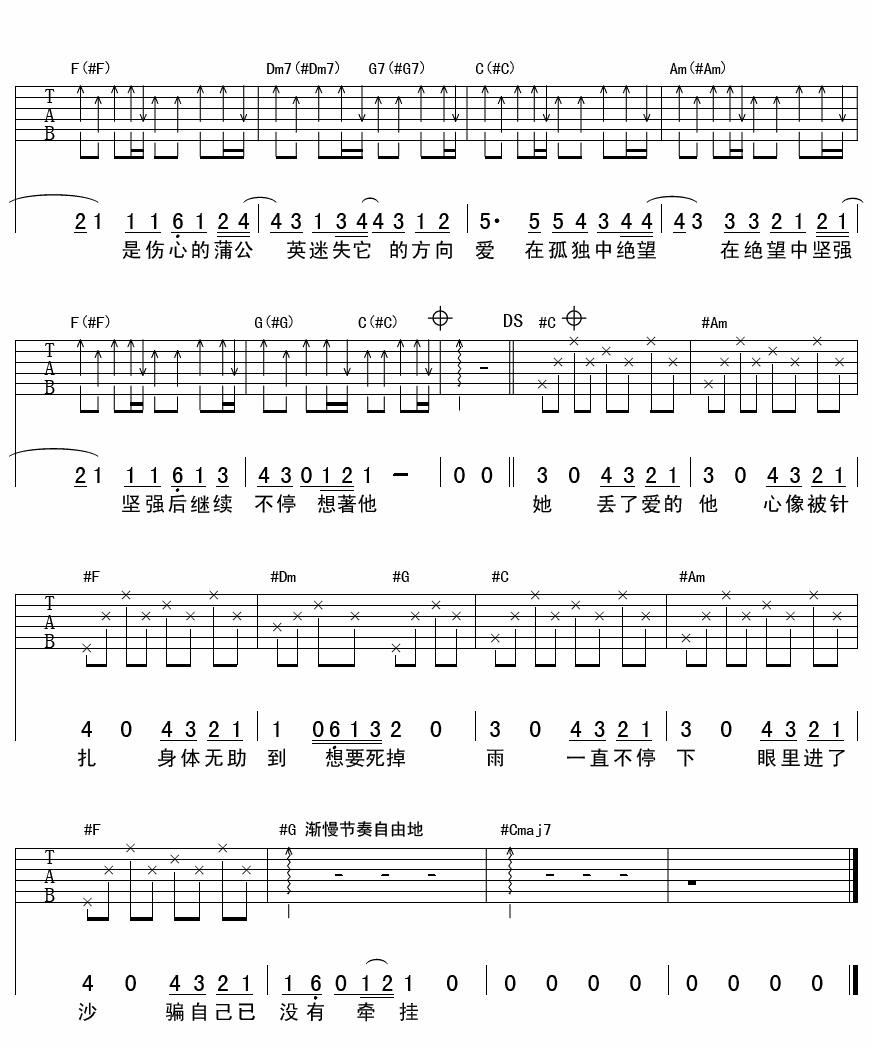 F(#F) Dm7(#Dm7) G7(#G7) C(#C) Am(#Am)
T
A
B
2 1 1 1 6 1 2 4 4 3 1 3 4 4 3 1 2 5· 5 5 4 3 4 4 4 3 3 3 2 1 2 1
是伤心的蒲公 英迷失它 的方向 爱 在孤独中绝望 在绝望中坚强
F(#F) G(#G) C(#C) DS #C #Am
T
A
B
2 1 1 1 6 1 3 4 3 0 1 2 1 — 0 0 3 0 4 3 2 1 3 0 4 3 2 1
坚强后继续 不停 想著他 她 丢了爱的 他 心像被针
#F #Dm #G #C #Am
T
A
B
4 0 4 3 2 1 1 0 6 1 3 2 0 3 0 4 3 2 1 3 0 4 3 2 1
扎 身体无助 到 想要死掉 雨 一直不停 下 眼里进了
#F #G 渐慢节奏自由地 #Cmaj7
T
A
B
4 0 4 3 2 1 1 6 0 1 2 1 0 0 0 0 0 0 0 0 0
沙 骗自己已 没有 牵 挂